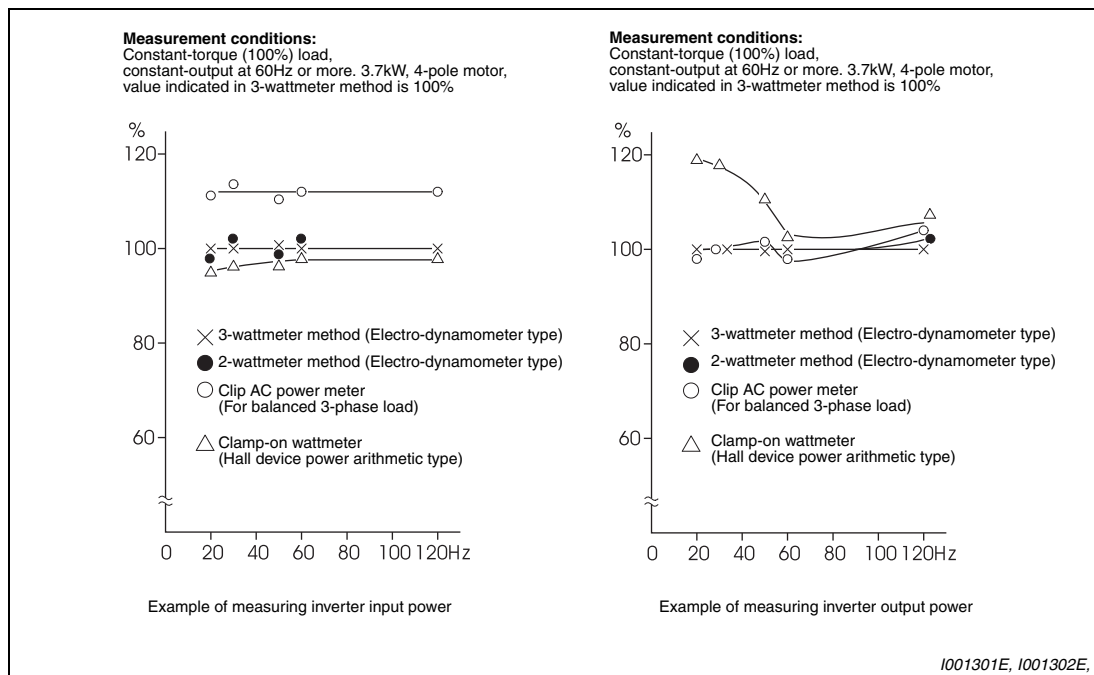 Measurement conditions:
Constant-torque (100%) load,
constant-output at 60Hz or more. 3.7kW, 4-pole motor,
value indicated in 3-wattmeter method is 100%
%
120
100
80
60
3-wattmeter method (Electro-dynamometer type)
2-wattmeter method (Electro-dynamometer type)
Clip AC power meter
(For balanced 3-phase load)
Clamp-on wattmeter
(Hall device power arithmetic type)
0 20 40 60 80 100 120Hz
Example of measuring inverter input power
Measurement conditions:
Constant-torque (100%) load,
constant-output at 60Hz or more. 3.7kW, 4-pole motor,
value indicated in 3-wattmeter method is 100%
%
120
100
80
60
3-wattmeter method (Electro-dynamometer type)
2-wattmeter method (Electro-dynamometer type)
Clip AC power meter
(For balanced 3-phase load)
Clamp-on wattmeter
(Hall device power arithmetic type)
0 20 40 60 80 100 120Hz
Example of measuring inverter output power
I001301E, I001302E,